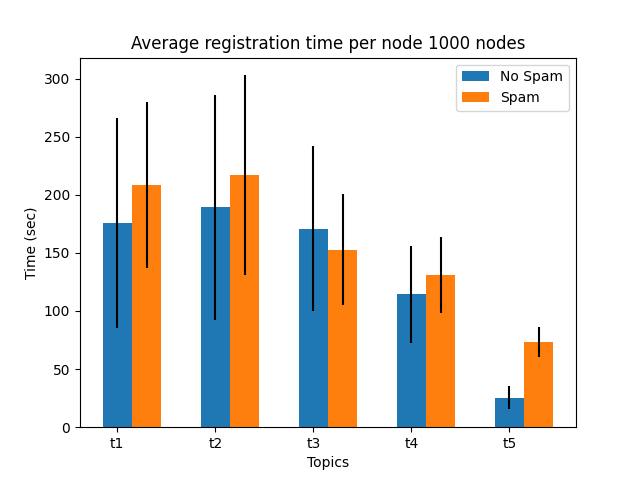 Average registration time per node 1000 nodes
No Spam
Spam
Time (sec)
300
250
200
150
100
50
0
t1
t2
t3
t4
t5
Topics